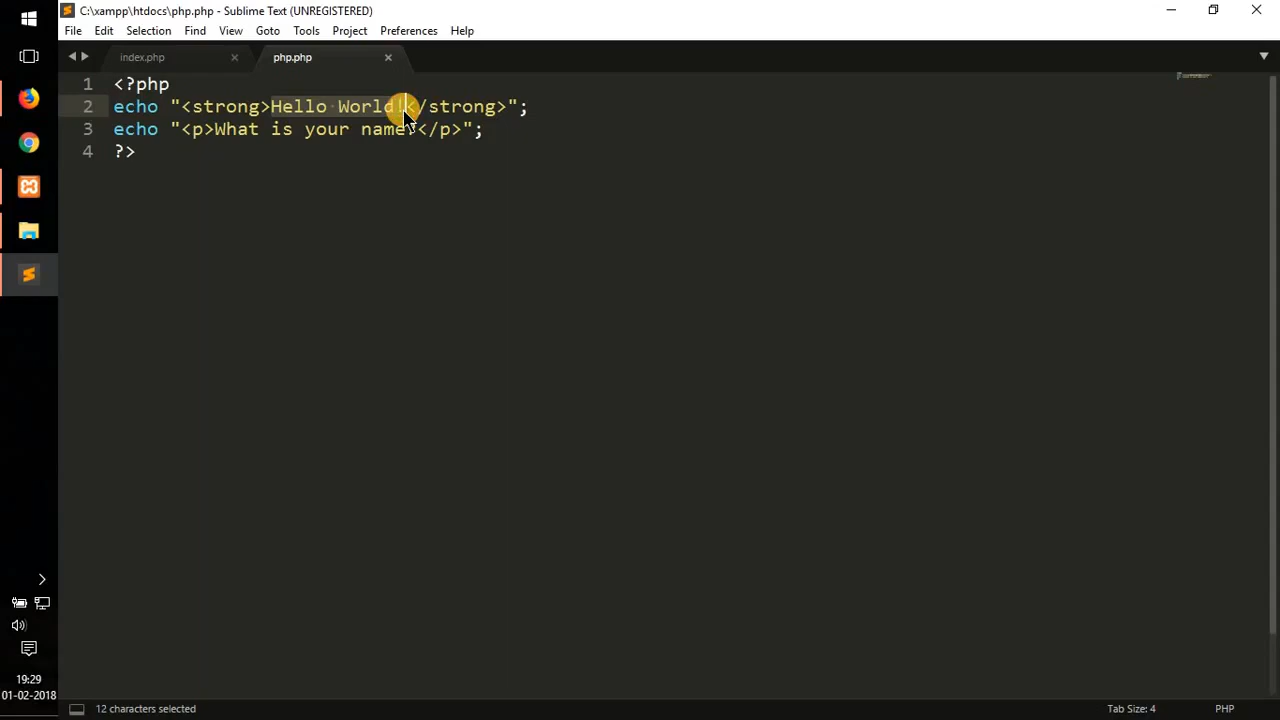 C:\xampp\htdocs\php.php - Sublime Text (UNREGISTERED)
File Edit Selection Find View Goto Tools Project Preferences Help
index.php php.php
1 <?php
2 echo "<strong>Hello World!</strong>";
3 echo "<p>What is your name?</p>";
4 ?>
19:29
01-02-2018
12 characters selected Tab Size: 4 PHP